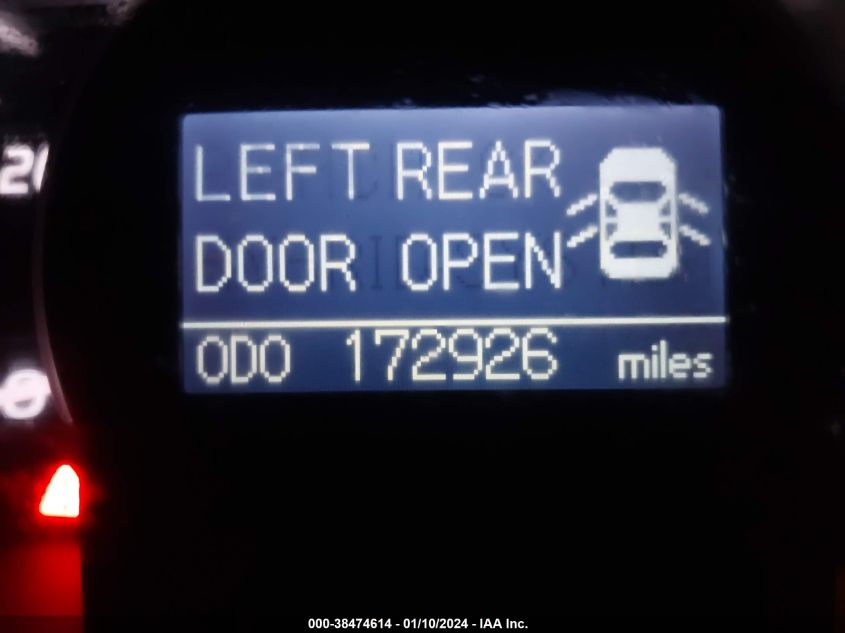 LEFT REAR
DOOR OPEN
ODO 172926 miles
000-38474614 - 01/10/2024 - IAA Inc.